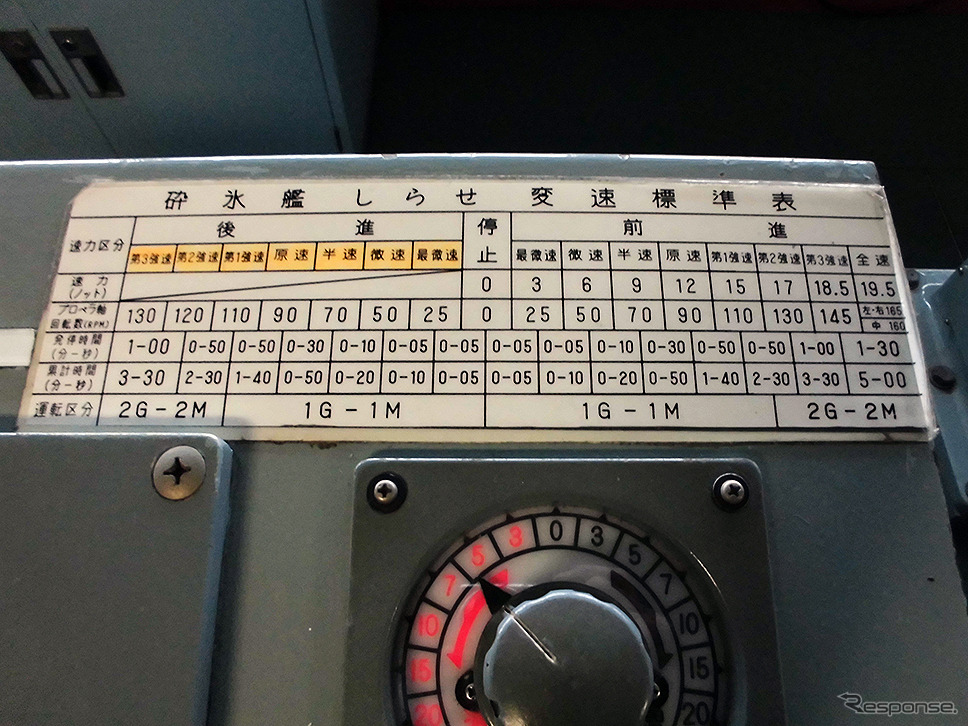 砕氷艦しらせ変速標準表
速力区分 後進 停止 前進
第3強速 第2強速 第1強速 原速 半速 微速 最微速 最微速 微速 半速 原速 第1強速 第2強速 第3強速 全速
速力(ノット) 0 3 6 9 12 15 17 18.5 19.5
プロペラ軸回転数(RPM) 130 120 110 90 70 50 25 0 25 50 70 90 110 130 145 左・右165 中 160
発停時間(分-秒) 1-00 0-50 0-50 0-30 0-10 0-05 0-05 0-05 0-05 0-10 0-30 0-50 0-50 1-00 1-30
累計時間(分-秒) 3-30 2-30 1-40 0-50 0-20 0-10 0-05 0-05 0-10 0-20 0-50 1-40 2-30 3-30 5-00
運転区分 2G-2M 1G-1M 1G-1M 2G-2M
20 15 10 7 5 3 0 3 5 7 10 15 20
Response.